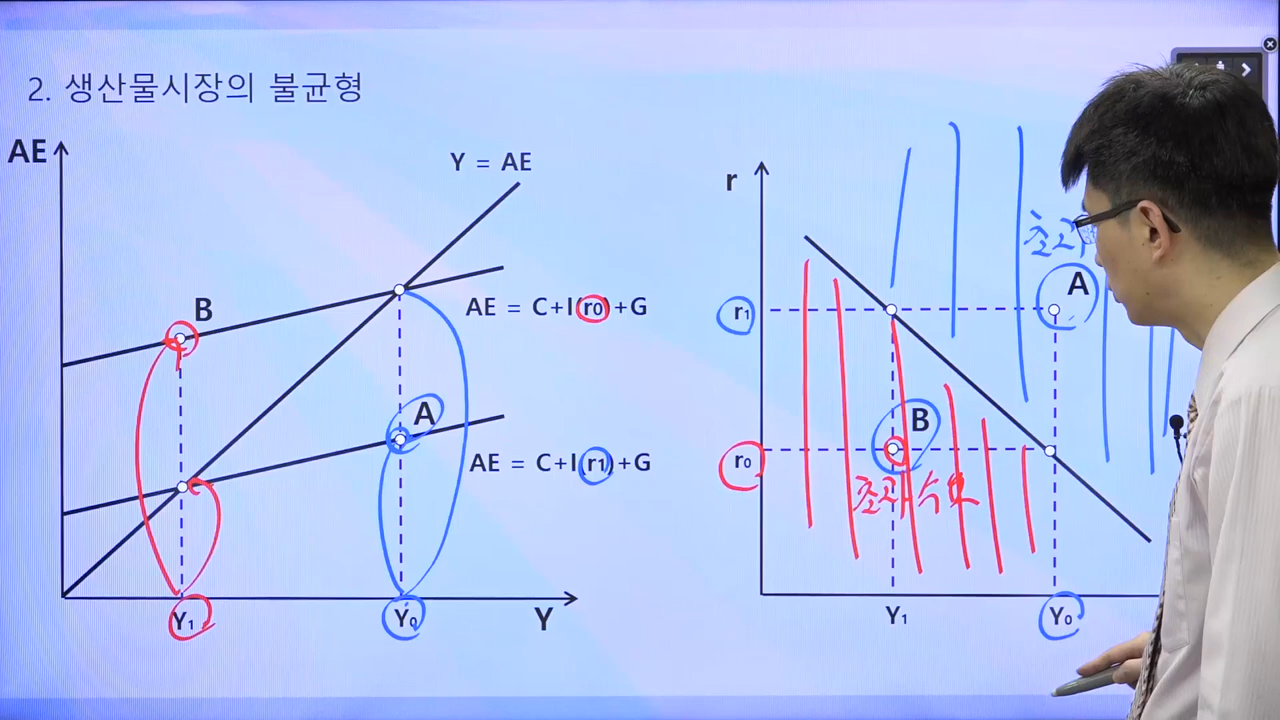 2. 생산물시장의 불균형
AE
Y = AE
B
AE = C+I(r0)+G
A
AE = C+I(r1)+G
Y1
Y0
Y
r
r1
A
B
r0
초과수요
Y1
Y0